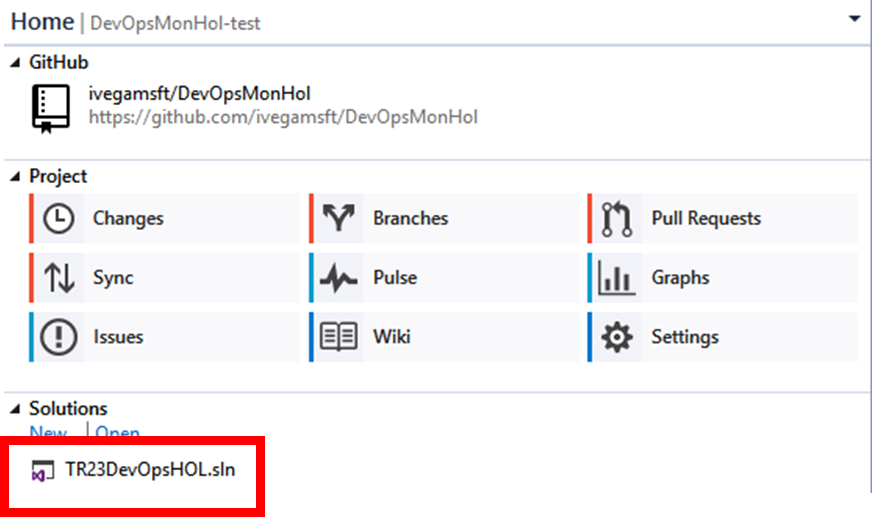 Home | DevOpsMonHol-test
GitHub
ivegamsft/DevOpsMonHol
https://github.com/ivegamsft/DevOpsMonHol
Project
Changes Branches Pull Requests
Sync Pulse Graphs
Issues Wiki Settings
Solutions
New | Open
TR23DevOpsHOL.sln